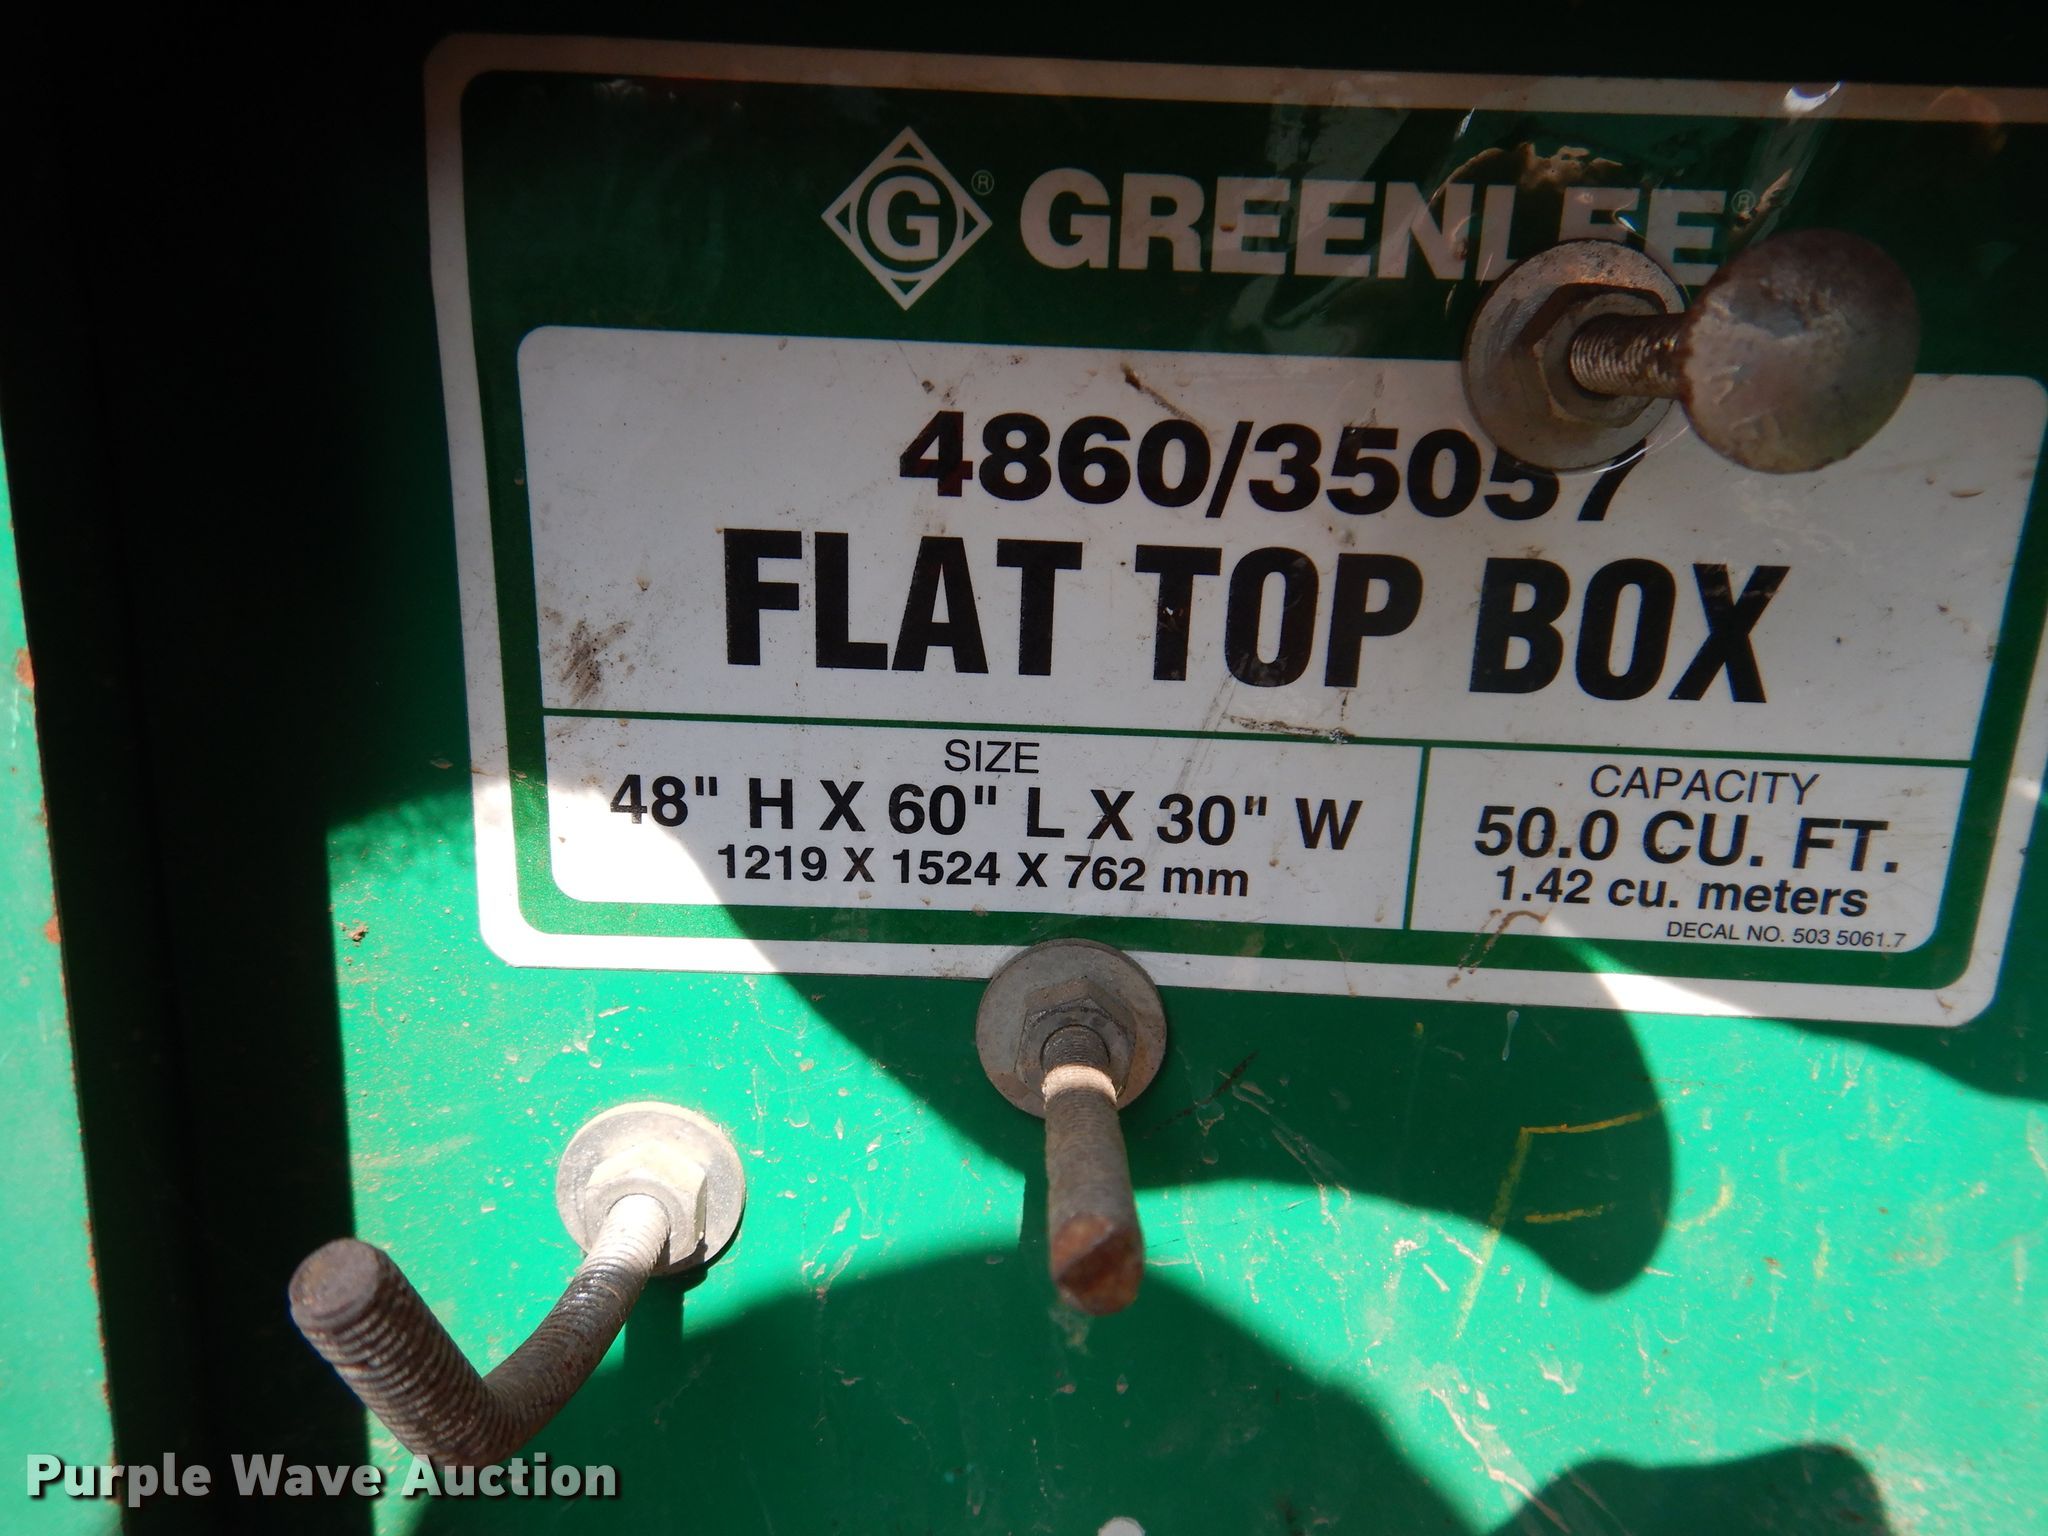 G® GREENLEE®
4860/35057
FLAT TOP BOX
SIZE
48" H X 60" L X 30" W
1219 X 1524 X 762 mm
CAPACITY
50.0 CU. FT.
1.42 cu. meters
DECAL NO. 503 5061.7
Purple Wave Auction